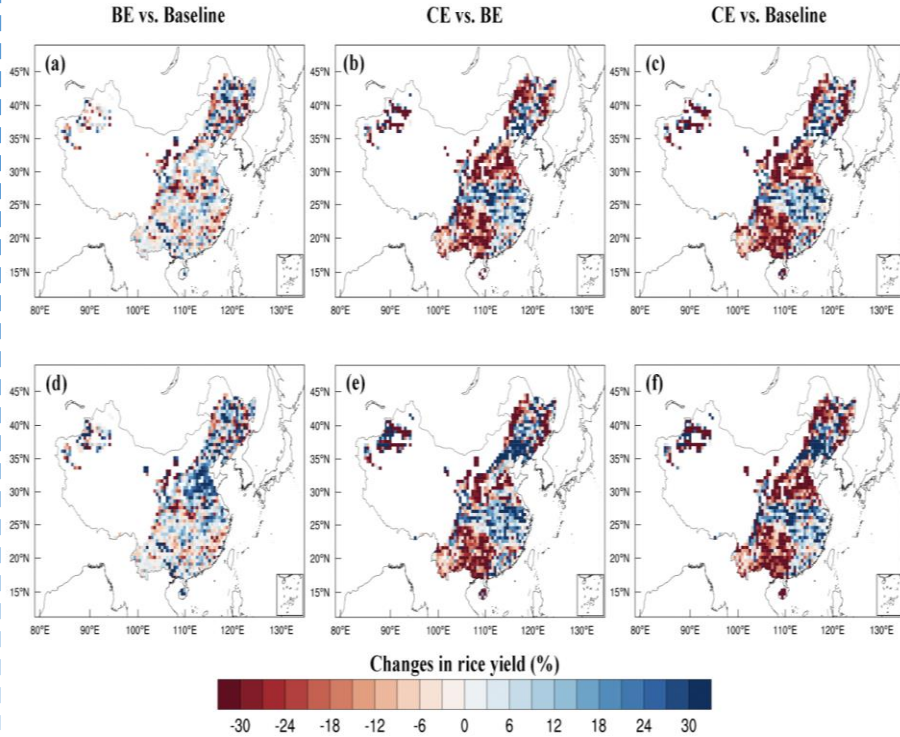 BE vs. Baseline
CE vs. BE
CE vs. Baseline
(a)
45°N
40°N
35°N
30°N
25°N
20°N
15°N
80°E 90°E 100°E 110°E 120°E 130°E
(b)
45°N
40°N
35°N
30°N
25°N
20°N
15°N
80°E 90°E 100°E 110°E 120°E 130°E
(c)
45°N
40°N
35°N
30°N
25°N
20°N
15°N
80°E 90°E 100°E 110°E 120°E 130°E
(d)
45°N
40°N
35°N
30°N
25°N
20°N
15°N
80°E 90°E 100°E 110°E 120°E 130°E
(e)
45°N
40°N
35°N
30°N
25°N
20°N
15°N
80°E 90°E 100°E 110°E 120°E 130°E
(f)
45°N
40°N
35°N
30°N
25°N
20°N
15°N
80°E 90°E 100°E 110°E 120°E 130°E
Changes in rice yield (%)
-30 -24 -18 -12 -6 0 6 12 18 24 30